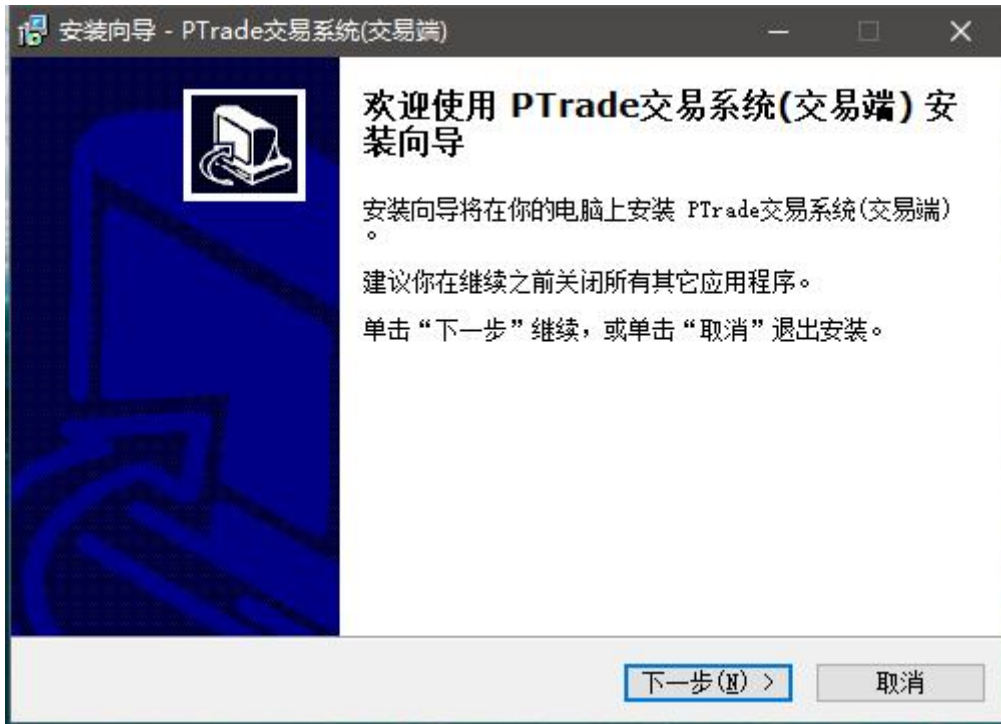 安装向导 - PTrade交易系统(交易端)
欢迎使用 PTrade交易系统(交易端) 安
装向导
安装向导将在你的电脑上安装 PTrade交易系统(交易端)
。
建议你在继续之前关闭所有其它应用程序。
单击“下一步”继续，或单击“取消”退出安装。
下一步(N) >
取消